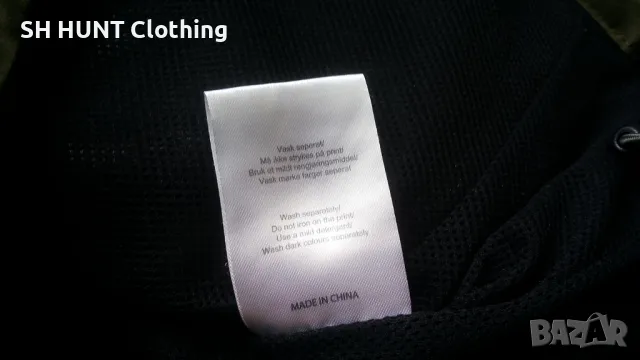 SH HUNT Clothing
Vask separat!
Må ikke strykes på print!
Bruk et mildt rengjøringsmiddel!
Vask mørke farger separat!
Wash separately!
Do not iron on the print!
Use a mild detergent!
Wash dark colours separately
MADE IN CHINA
BAZAR